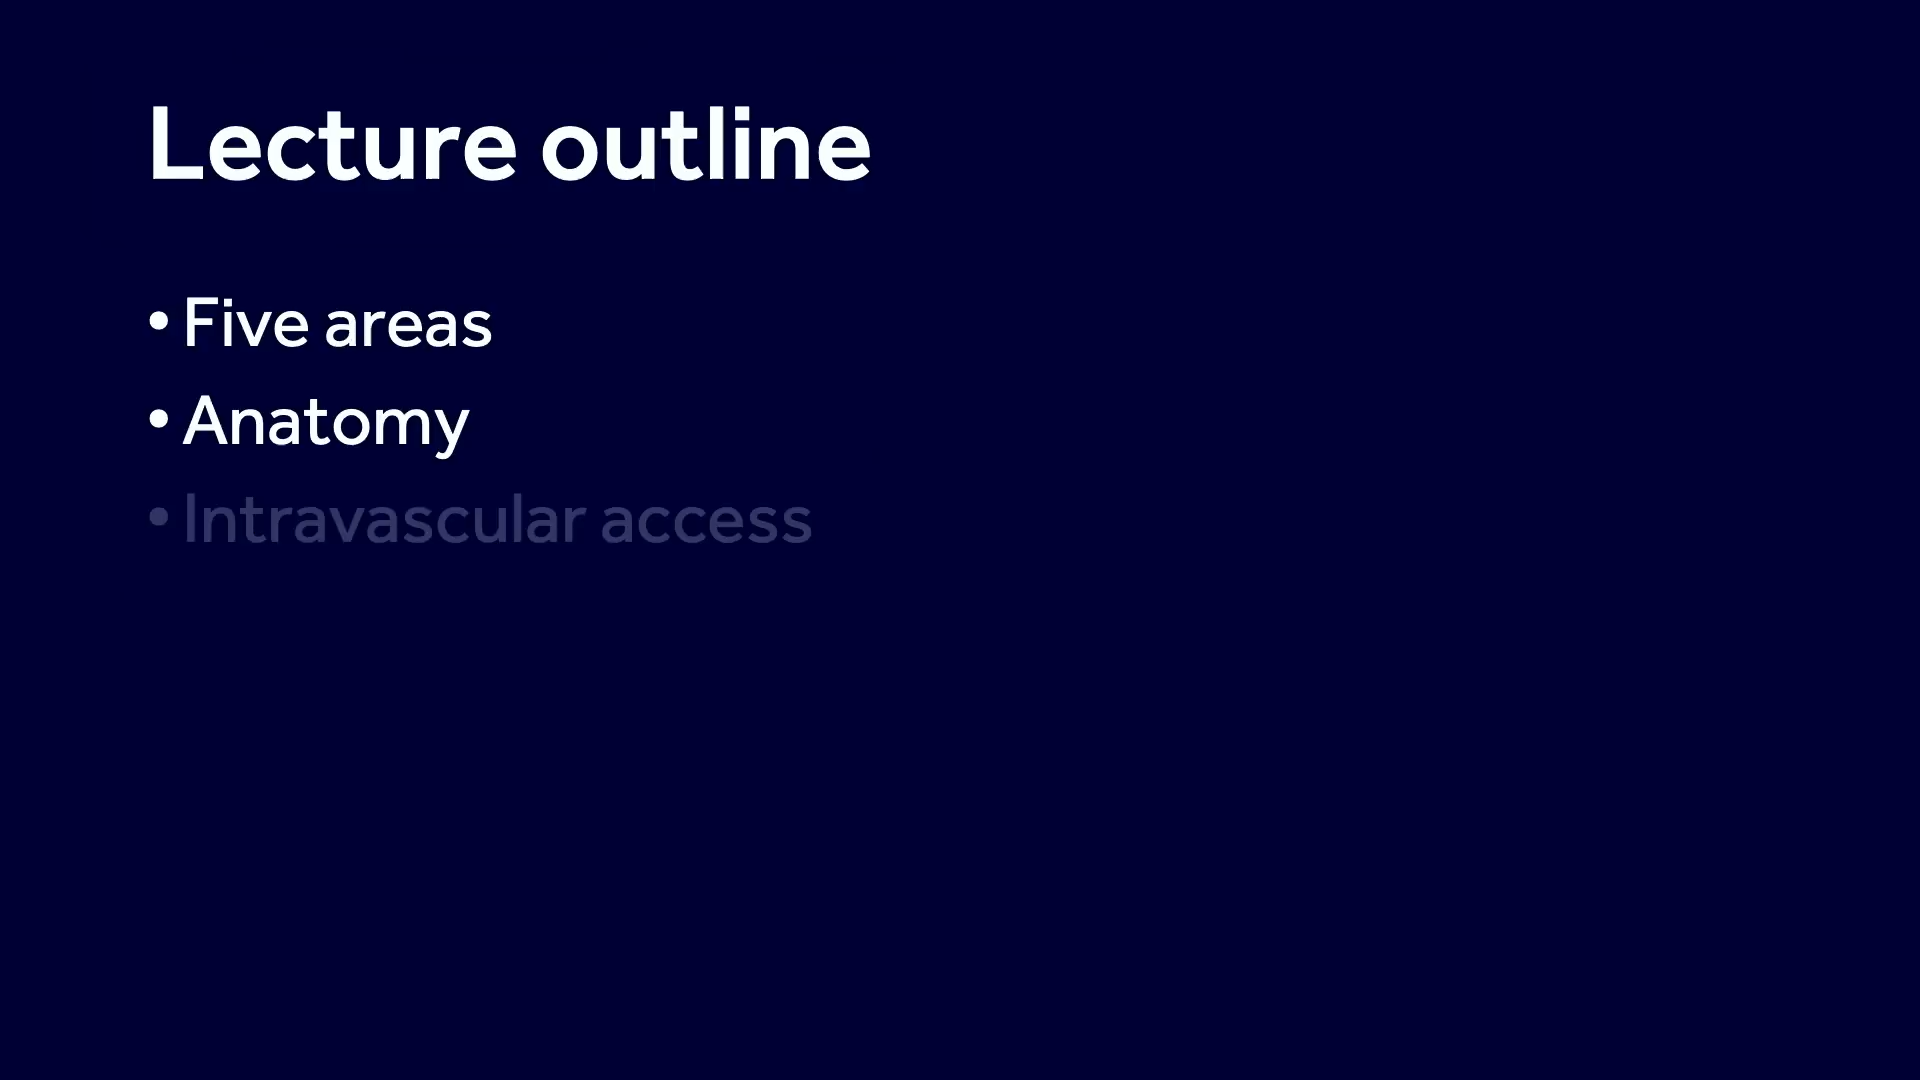 Lecture outline
• Five areas
• Anatomy
• Intravascular access